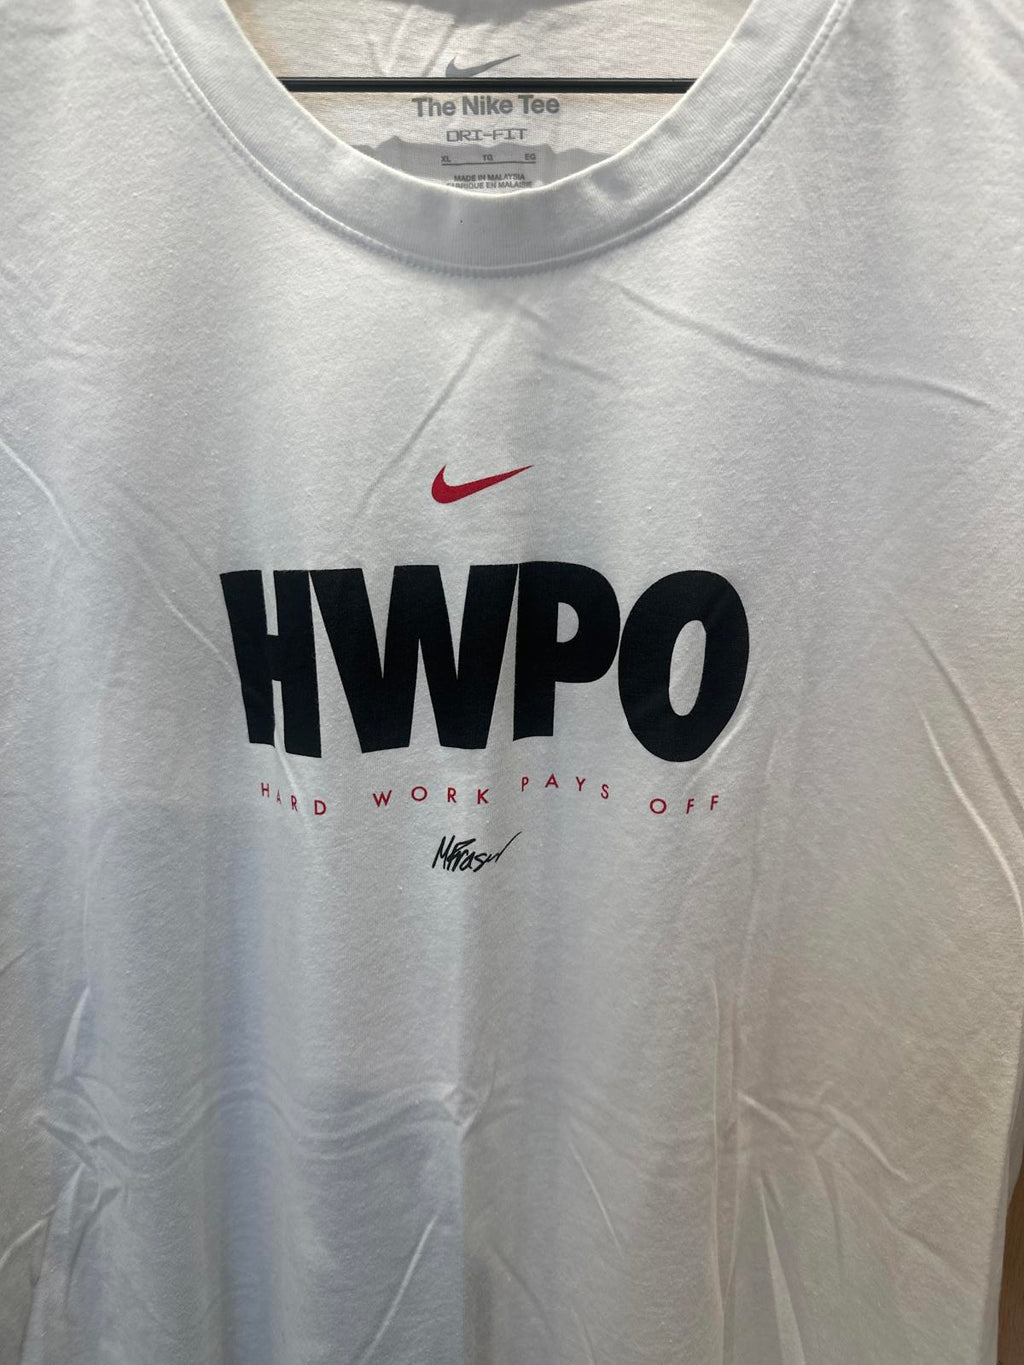 The Nike Tee
DRI-FIT
XL TG EG
MADE IN MALAYSIA
FABRIQUE EN MALAISIE
HWPO
HARD WORK PAYS OFF
MFraser